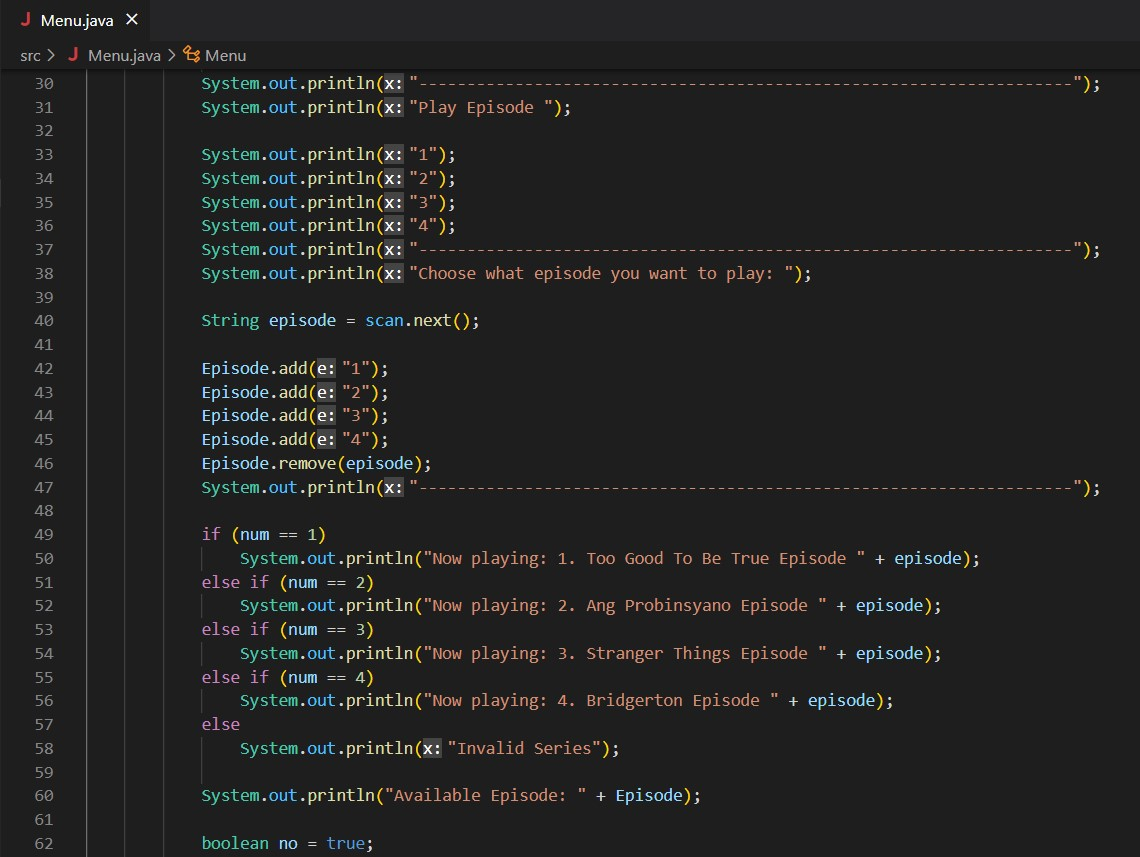 Menu.java ×
src > Menu.java > Menu
30 System.out.println(x: "--------------------------------------------------------------------");
31 System.out.println(x: "Play Episode ");
32
33 System.out.println(x: "1");
34 System.out.println(x: "2");
35 System.out.println(x: "3");
36 System.out.println(x: "4");
37 System.out.println(x: "--------------------------------------------------------------------");
38 System.out.println(x: "Choose what episode you want to play: ");
39
40 String episode = scan.next();
41
42 Episode.add(e: "1");
43 Episode.add(e: "2");
44 Episode.add(e: "3");
45 Episode.add(e: "4");
46 Episode.remove(episode);
47 System.out.println(x: "--------------------------------------------------------------------");
48
49 if (num == 1)
50 System.out.println("Now playing: 1. Too Good To Be True Episode " + episode);
51 else if (num == 2)
52 System.out.println("Now playing: 2. Ang Probinsyano Episode " + episode);
53 else if (num == 3)
54 System.out.println("Now playing: 3. Stranger Things Episode " + episode);
55 else if (num == 4)
56 System.out.println("Now playing: 4. Bridgerton Episode " + episode);
57 else
58 System.out.println(x: "Invalid Series");
59
60 System.out.println("Available Episode: " + Episode);
61
62 boolean no = true;